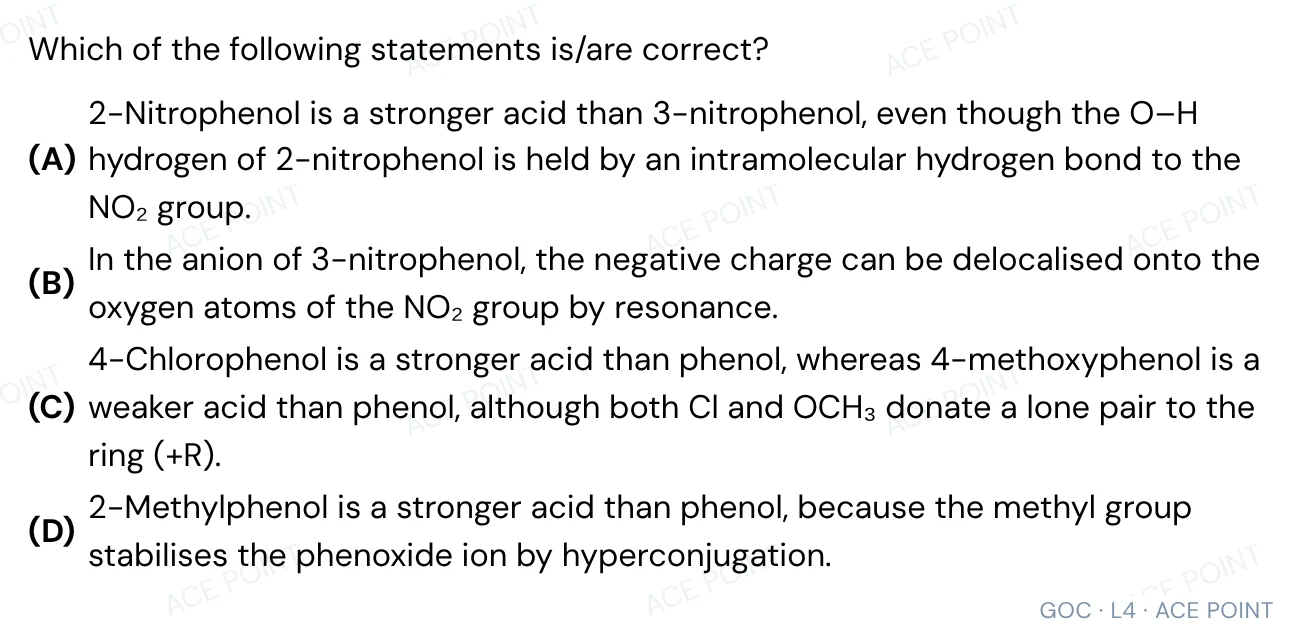 Which of the following statements is/are correct?
2-Nitrophenol is a stronger acid than 3-nitrophenol, even though the O–H
(A) hydrogen of 2-nitrophenol is held by an intramolecular hydrogen bond to the
NO₂ group.
In the anion of 3-nitrophenol, the negative charge can be delocalised onto the
(B)
oxygen atoms of the NO₂ group by resonance.
4-Chlorophenol is a stronger acid than phenol, whereas 4-methoxyphenol is a
(C) weaker acid than phenol, although both Cl and OCH₃ donate a lone pair to the
ring (+R).
2-Methylphenol is a stronger acid than phenol, because the methyl group
(D)
stabilises the phenoxide ion by hyperconjugation.
GOC · L4 · ACE POINT
ACE POINT